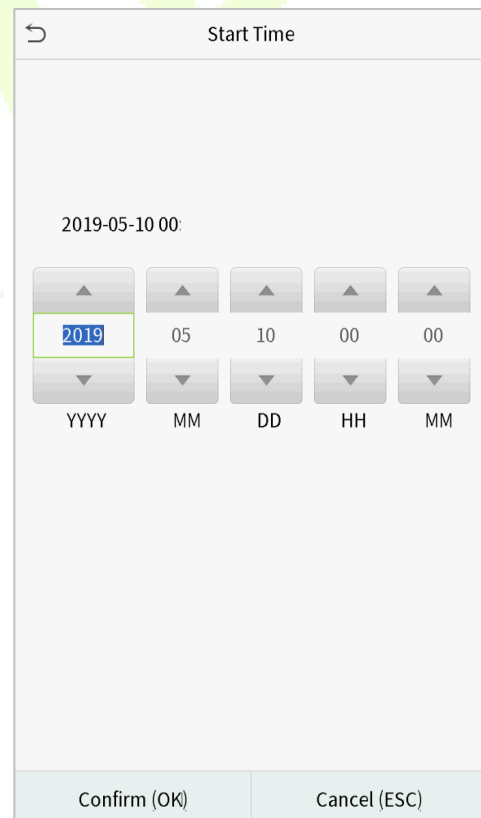 Start Time
2019-05-10 00:
2019 05 10 00 00
YYYY MM DD HH MM
Confirm (OK) Cancel (ESC)